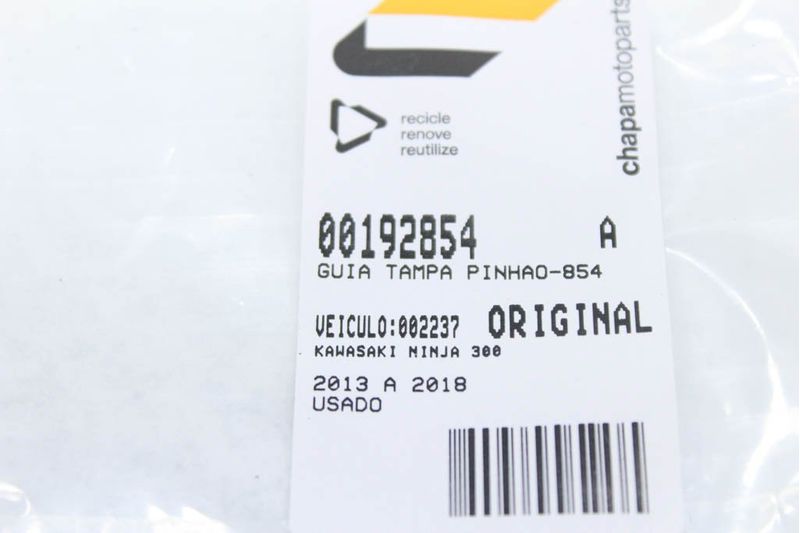 chapamotoparts
recicle
renove
reutilize
00192854 A
GUIA TAMPA PINHAO-854
VEICULO:002237 ORIGINAL
KAWASAKI NINJA 300
2013 A 2018
USADO